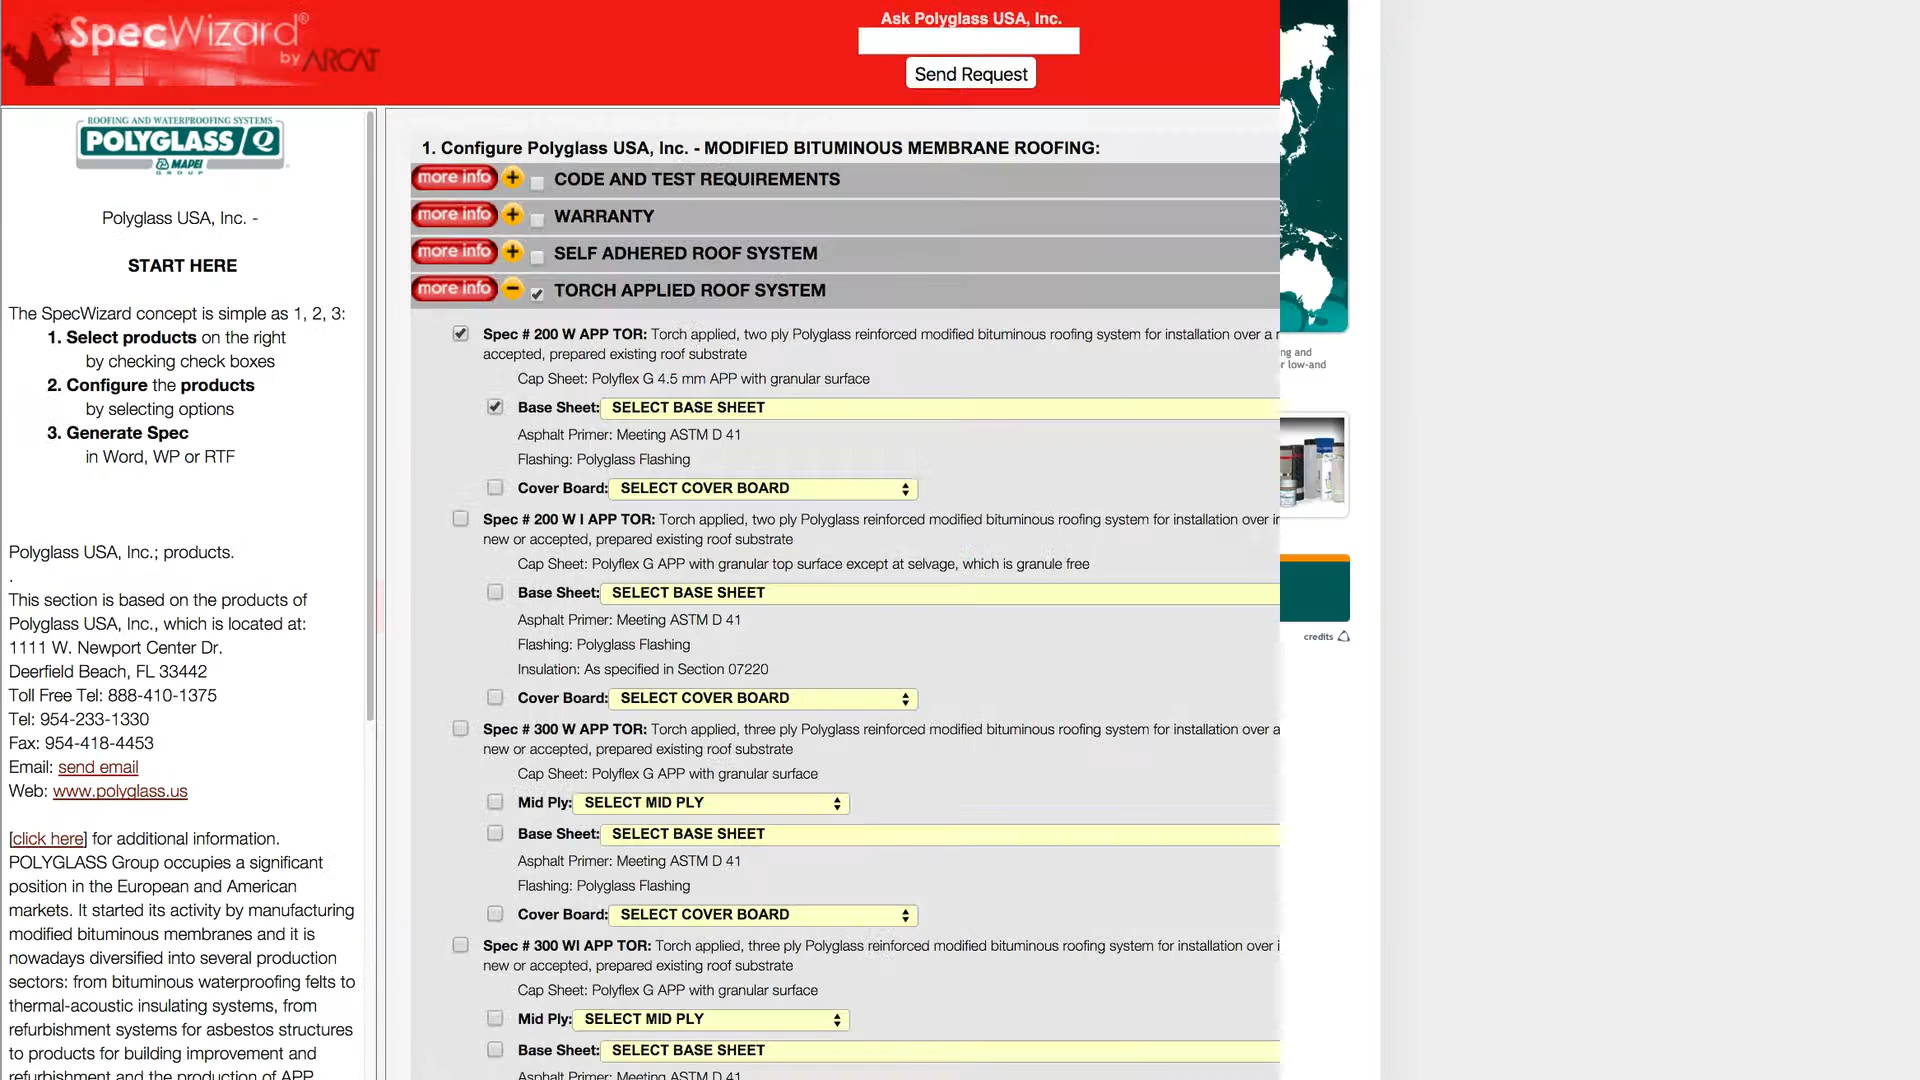 SpecWizard®
by ARCAT
Ask Polyglass USA, Inc.
Send Request
ROOFING AND WATERPROOFING SYSTEMS
POLYGLASS Q
MAPEI
GROUP
Polyglass USA, Inc. -
START HERE
The SpecWizard concept is simple as 1, 2, 3:
1. Select products on the right
by checking check boxes
2. Configure the products
by selecting options
3. Generate Spec
in Word, WP or RTF
Polyglass USA, Inc.; products.
.
This section is based on the products of
Polyglass USA, Inc., which is located at:
1111 W. Newport Center Dr.
Deerfield Beach, FL 33442
Toll Free Tel: 888-410-1375
Tel: 954-233-1330
Fax: 954-418-4453
Email: send email
Web: www.polyglass.us
[click here] for additional information.
POLYGLASS Group occupies a significant
position in the European and American
markets. It started its activity by manufacturing
modified bituminous membranes and it is
nowadays diversified into several production
sectors: from bituminous waterproofing felts to
thermal-acoustic insulating systems, from
refurbishment systems for asbestos structures
to products for building improvement and
refurbishment and the production of APP
1. Configure Polyglass USA, Inc. - MODIFIED BITUMINOUS MEMBRANE ROOFING:
more info + CODE AND TEST REQUIREMENTS
more info + WARRANTY
more info + SELF ADHERED ROOF SYSTEM
more info − TORCH APPLIED ROOF SYSTEM
Spec # 200 W APP TOR: Torch applied, two ply Polyglass reinforced modified bituminous roofing system for installation over a
accepted, prepared existing roof substrate
Cap Sheet: Polyflex G 4.5 mm APP with granular surface
Base Sheet: SELECT BASE SHEET
Asphalt Primer: Meeting ASTM D 41
Flashing: Polyglass Flashing
Cover Board: SELECT COVER BOARD
Spec # 200 W I APP TOR: Torch applied, two ply Polyglass reinforced modified bituminous roofing system for installation over
new or accepted, prepared existing roof substrate
Cap Sheet: Polyflex G APP with granular top surface except at selvage, which is granule free
Base Sheet: SELECT BASE SHEET
Asphalt Primer: Meeting ASTM D 41
Flashing: Polyglass Flashing
Insulation: As specified in Section 07220
Cover Board: SELECT COVER BOARD
Spec # 300 W APP TOR: Torch applied, three ply Polyglass reinforced modified bituminous roofing system for installation over a
new or accepted, prepared existing roof substrate
Cap Sheet: Polyflex G APP with granular surface
Mid Ply: SELECT MID PLY
Base Sheet: SELECT BASE SHEET
Asphalt Primer: Meeting ASTM D 41
Flashing: Polyglass Flashing
Cover Board: SELECT COVER BOARD
Spec # 300 WI APP TOR: Torch applied, three ply Polyglass reinforced modified bituminous roofing system for installation over
new or accepted, prepared existing roof substrate
Cap Sheet: Polyflex G APP with granular surface
Mid Ply: SELECT MID PLY
Base Sheet: SELECT BASE SHEET
Asphalt Primer: Meeting ASTM D 41
ng and
r low-and
credits